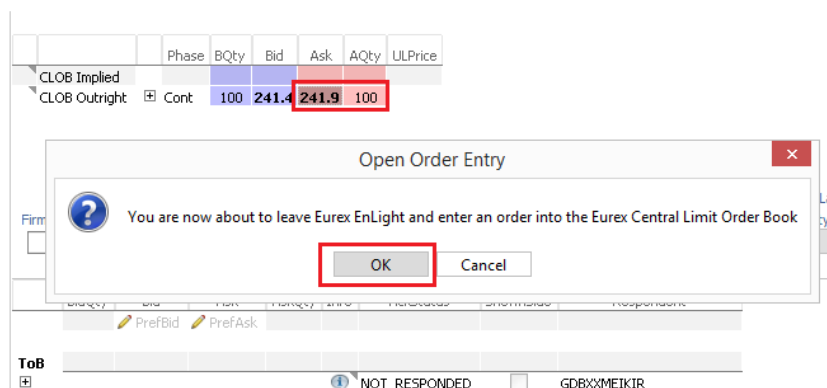 Phase BQty Bid Ask AQty ULPrice
CLOB Implied
CLOB Outright Cont 100 241.4 241.9 100
Open Order Entry
You are now about to leave Eurex EnLight and enter an order into the Eurex Central Limit Order Book
Firm
OK Cancel
PrefBid PrefAsk
ToB
NOT_RESPONDED GDBXXMEIKIR